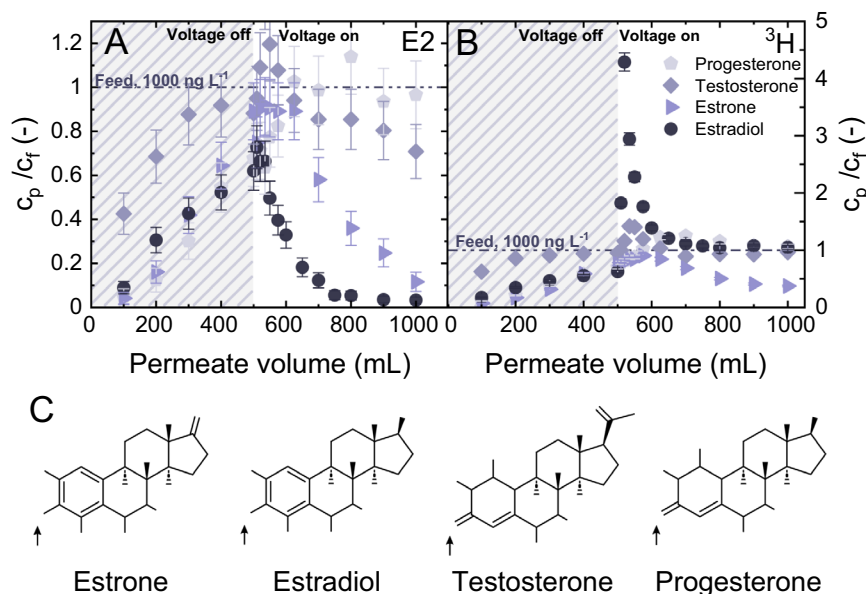 A
Voltage off
Voltage on
E2
Feed, 1000 ng L⁻¹
cₚ /c_f (-)
1.2
1
0.8
0.6
0.4
0.2
0
0 200 400 600 800 1000
Permeate volume (mL)
B
Voltage off
Voltage on
³H
Progesterone
Testosterone
Estrone
Estradiol
Feed, 1000 ng L⁻¹
5
4
3
2
1
0
cₚ /c_f (-)
0 200 400 600 800 1000
Permeate volume (mL)
C
Estrone
Estradiol
Testosterone
Progesterone